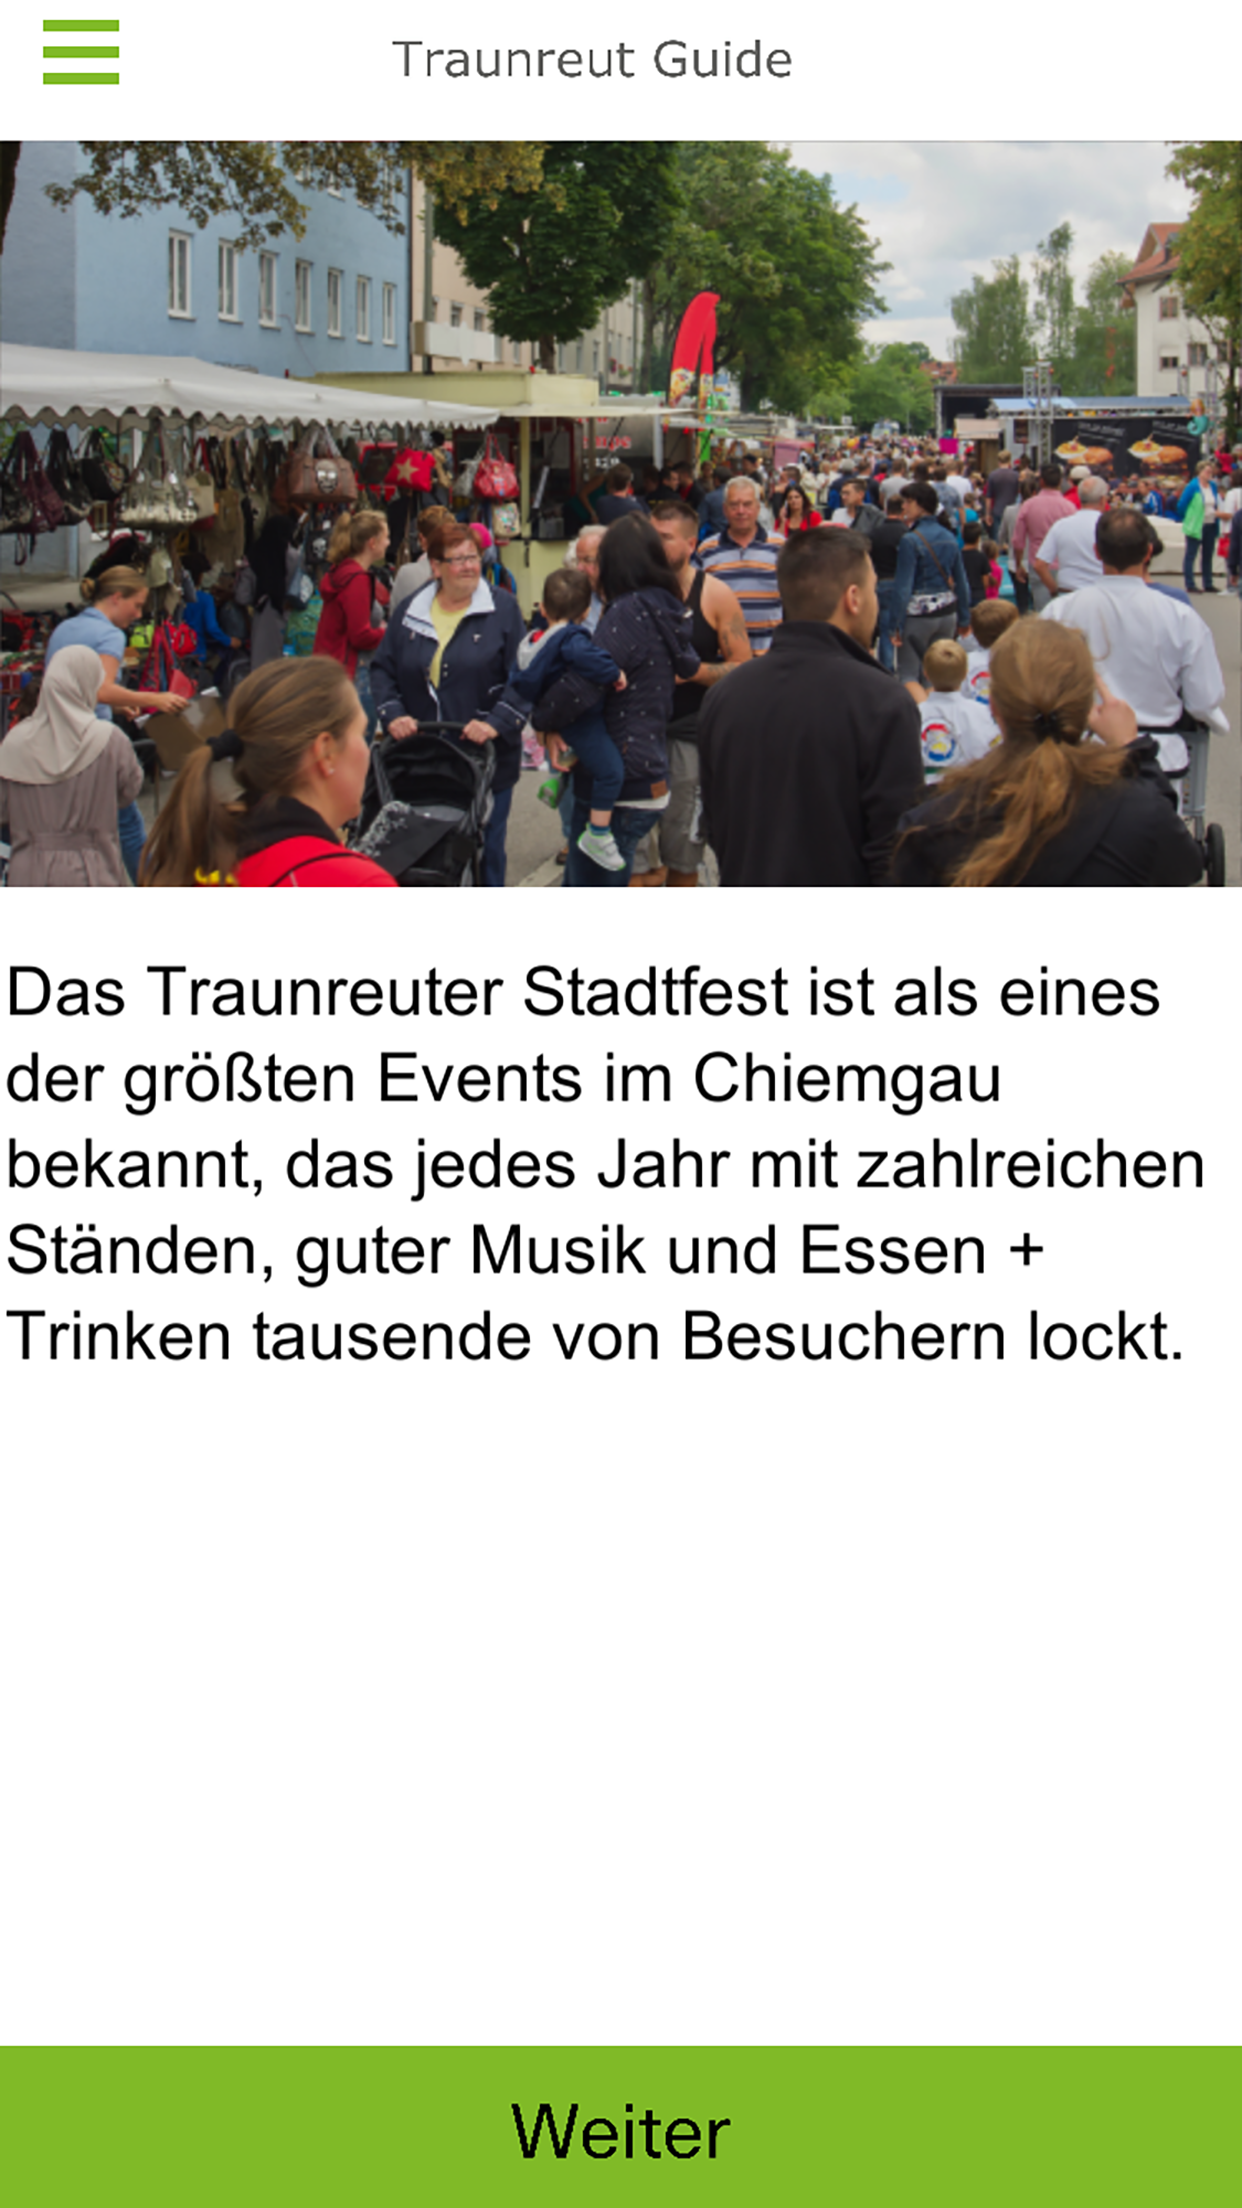 Traunreut Guide
Das Traunreuter Stadtfest ist als eines
der größten Events im Chiemgau
bekannt, das jedes Jahr mit zahlreichen
Ständen, guter Musik und Essen +
Trinken tausende von Besuchern lockt.
Weiter